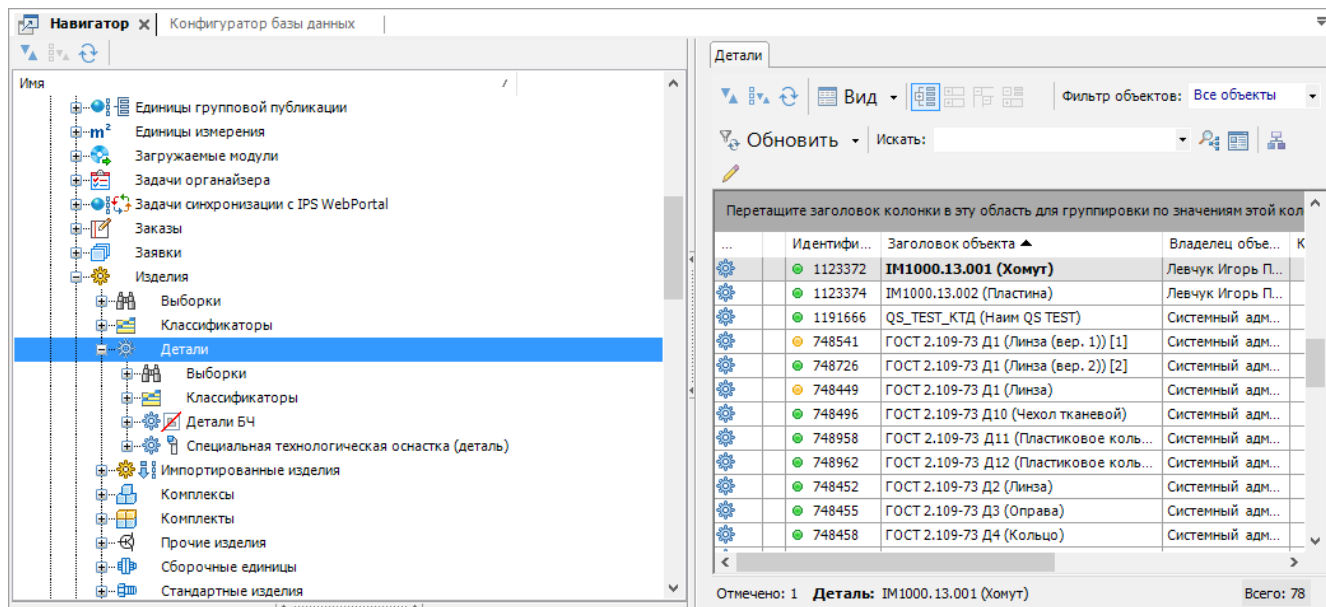 Навигатор Конфигуратор базы данных
Имя
Единицы групповой публикации
m² Единицы измерения
Загружаемые модули
Задачи органайзера
Задачи синхронизации с IPS WebPortal
Заказы
Заявки
Изделия
Выборки
Классификаторы
Детали
Выборки
Классификаторы
Детали БЧ
Специальная технологическая оснастка (деталь)
Импортированные изделия
Комплексы
Комплекты
Прочие изделия
Сборочные единицы
Стандартные изделия
Детали
Вид Фильтр объектов: Все объекты
Обновить Искать:
Перетащите заголовок колонки в эту область для группировки по значениям этой кол
... Идентифи... Заголовок объекта Владелец объе... К
1123372 IM1000.13.001 (Хомут) Левчук Игорь П...
1123374 IM1000.13.002 (Пластина) Левчук Игорь П...
1191666 QS_TEST_КТД (Наим QS TEST) Системный адм...
748541 ГОСТ 2.109-73 Д1 (Линза (вер. 1)) [1] Системный адм...
748726 ГОСТ 2.109-73 Д1 (Линза (вер. 2)) [2] Системный адм...
748449 ГОСТ 2.109-73 Д1 (Линза) Системный адм...
748496 ГОСТ 2.109-73 Д10 (Чехол тканевой) Системный адм...
748958 ГОСТ 2.109-73 Д11 (Пластиковое коль... Системный адм...
748962 ГОСТ 2.109-73 Д12 (Пластиковое коль... Системный адм...
748452 ГОСТ 2.109-73 Д2 (Линза) Системный адм...
748455 ГОСТ 2.109-73 Д3 (Оправа) Системный адм...
748458 ГОСТ 2.109-73 Д4 (Кольцо) Системный адм...
Отмечено: 1 Деталь: IM1000.13.001 (Хомут) Всего: 78